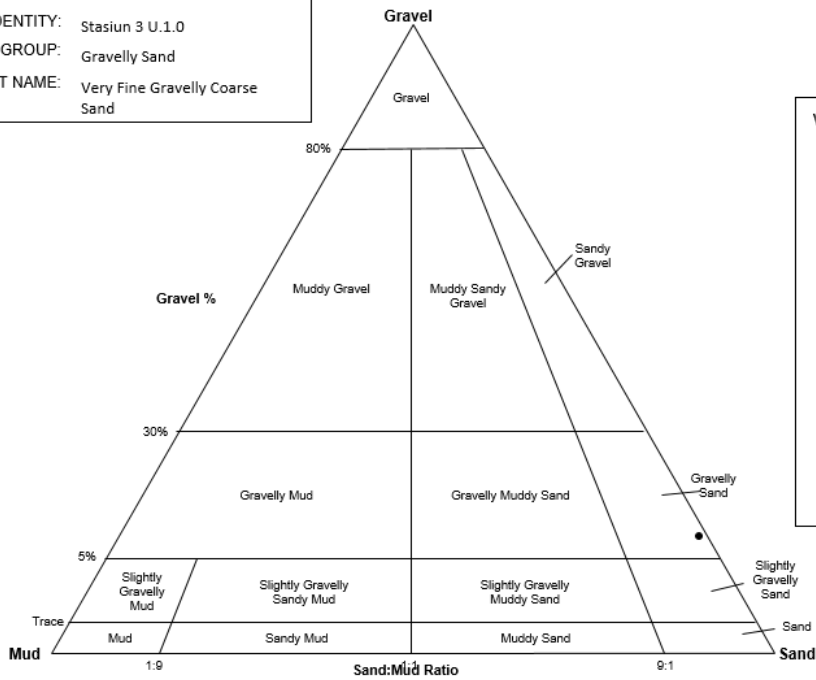 DENTITY: Stasiun 3 U.1.0
GROUP: Gravelly Sand
T NAME: Very Fine Gravelly Coarse
Sand
Gravel
Gravel
80%
Sandy
Gravel
Muddy Gravel
Muddy Sandy
Gravel
Gravel %
30%
Gravelly
Sand
Gravelly Mud
Gravelly Muddy Sand
5%
Slightly
Gravelly
Mud
Slightly Gravelly
Sandy Mud
Slightly Gravelly
Muddy Sand
Slightly
Gravelly
Sand
Trace
Mud
Sandy Mud
Muddy Sand
Sand
Mud
Sand
1:9
1:1
9:1
Sand:Mud Ratio